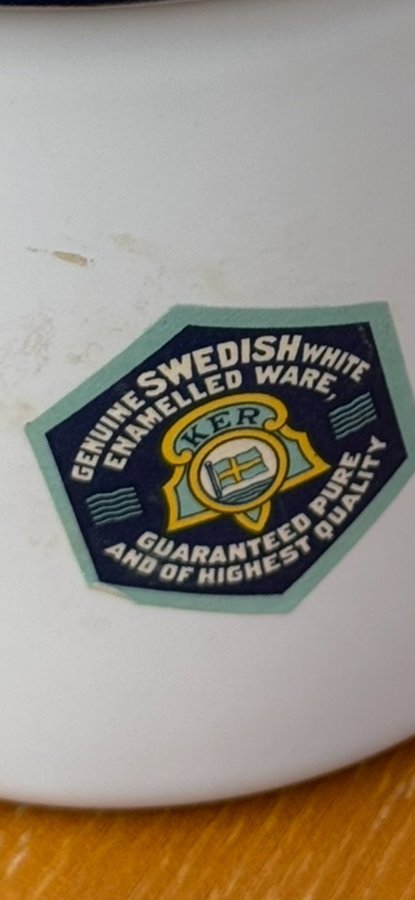 GENUINE SWEDISH WHITE
ENAMELLED WARE,
KER
GUARANTEED PURE
AND OF HIGHEST QUALITY